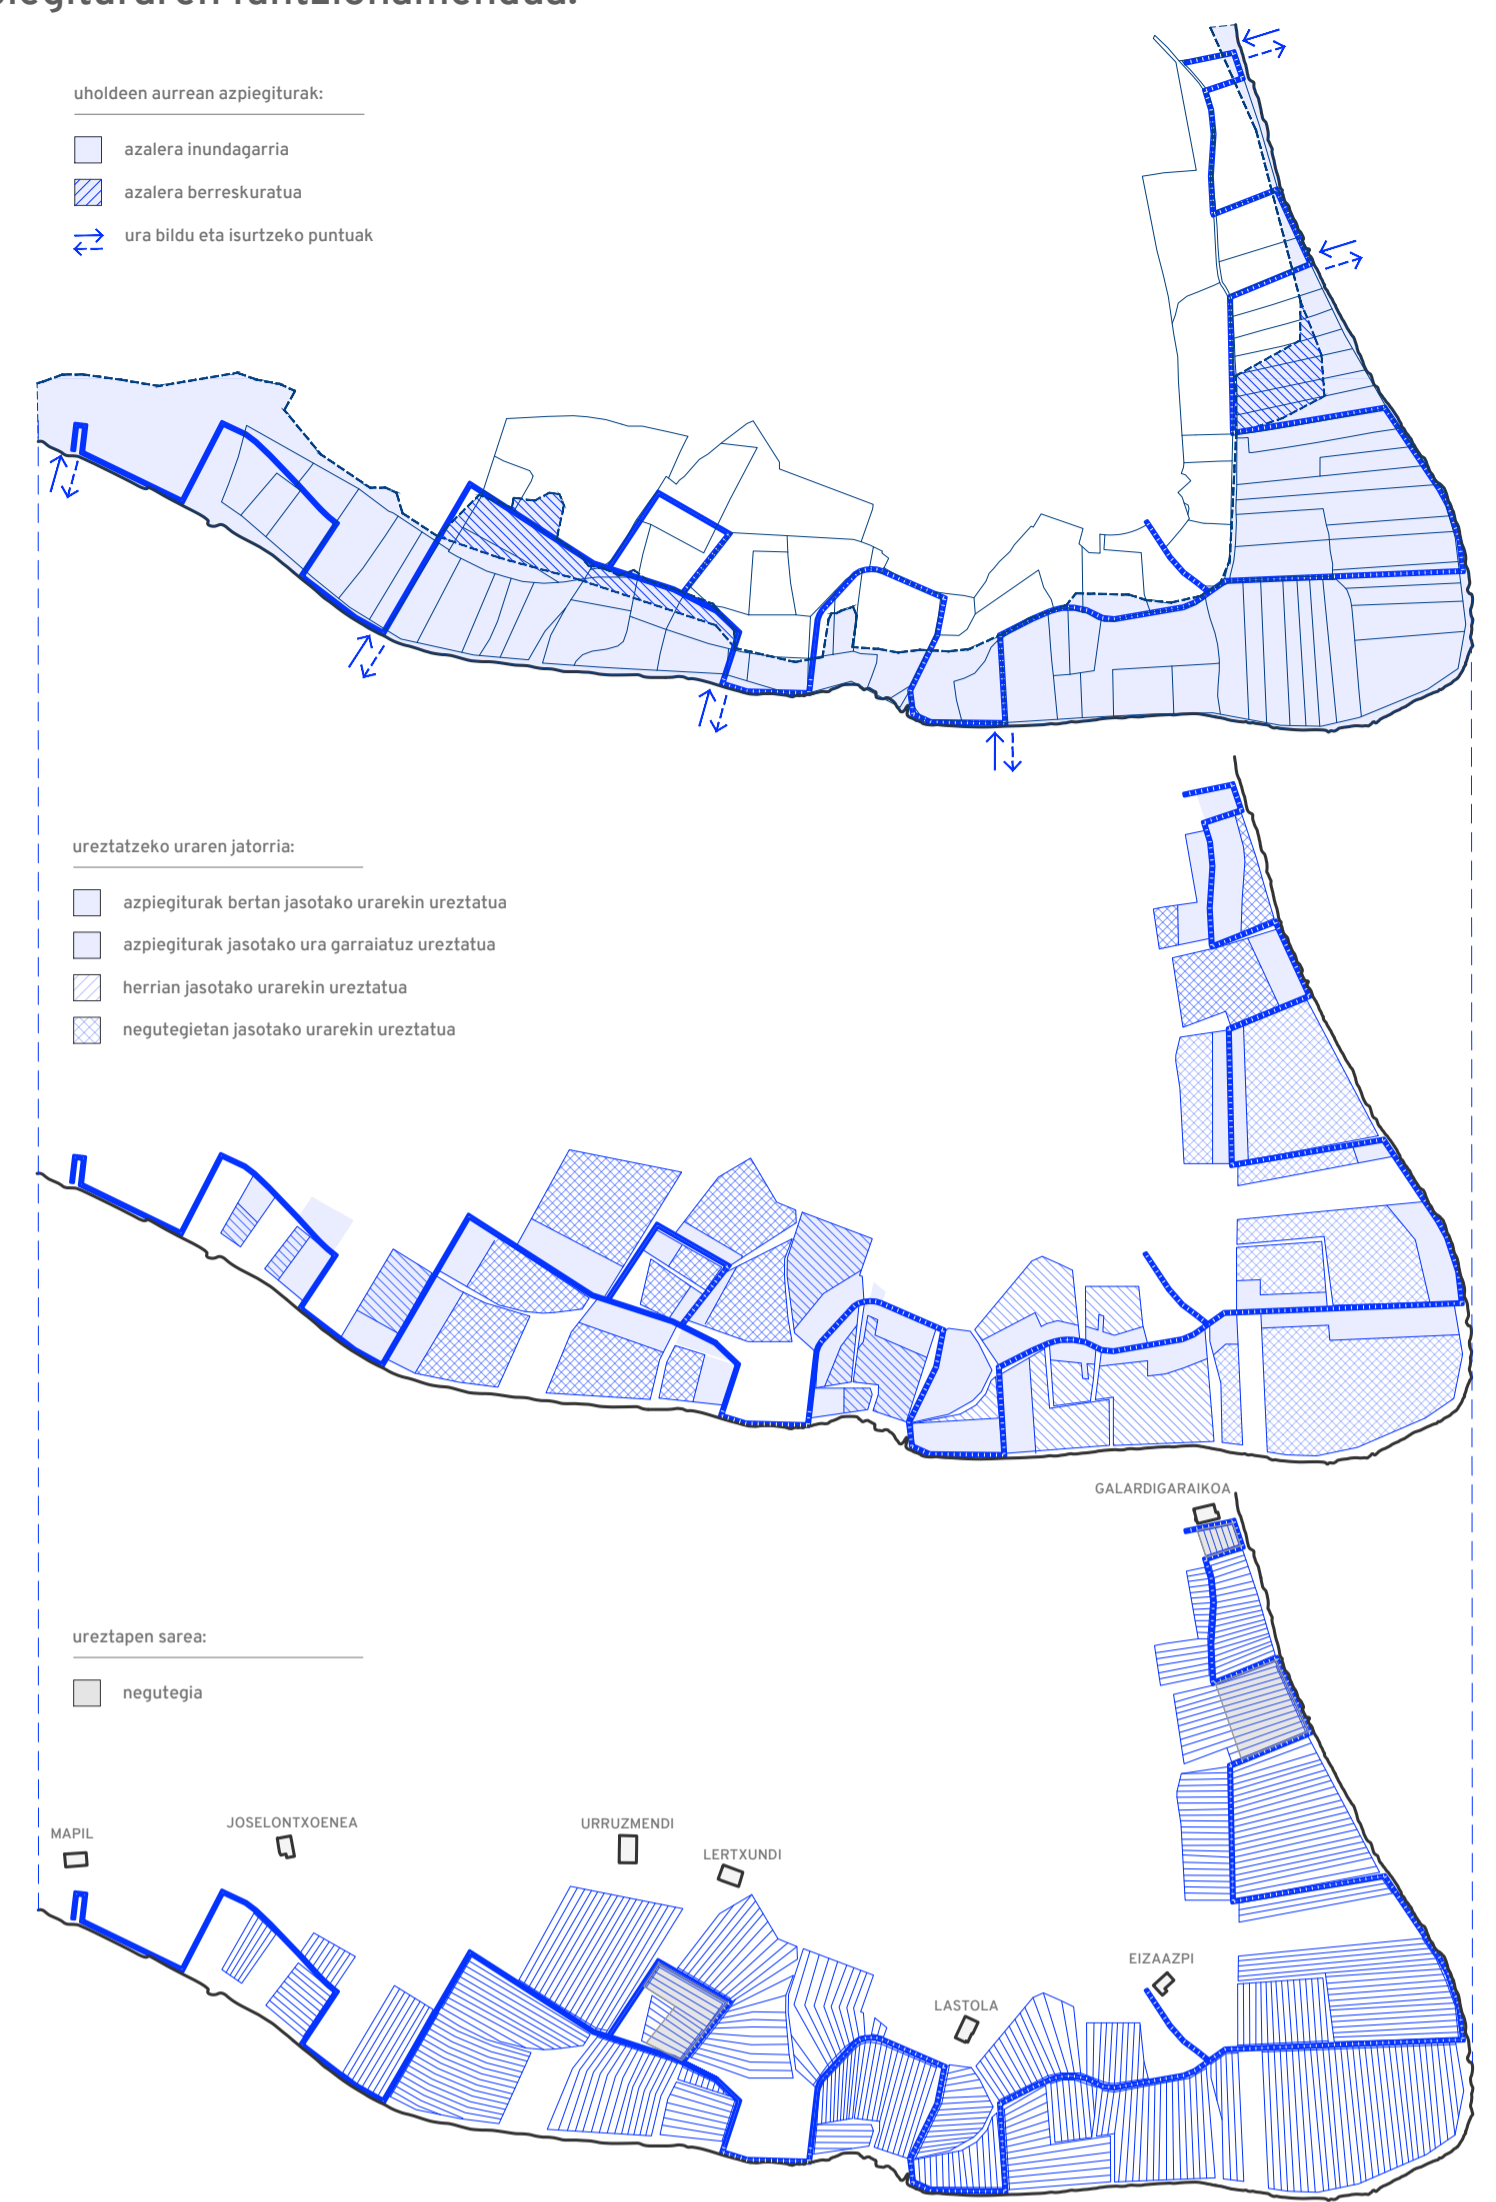 funtzionamendua.
uholdeen aurrean azpiegiturak:
azalera inundagarria
azalera berreskuratua
ura bildu eta isurtzeko puntuak
ureztatzeko uraren jatorria:
azpiegiturak bertan jasotako urarekin ureztatua
azpiegiturak jasotako ura garraiatuz ureztatua
herrian jasotako urarekin ureztatua
negutegietan jasotako urarekin ureztatua
GALARDIGARAIKOA
ureztapen sarea:
negutegia
MAPIL
JOSELONTXOENEA
URRUZMENDI
LERTXUNDI
EIZAAZPI
LASTOLA